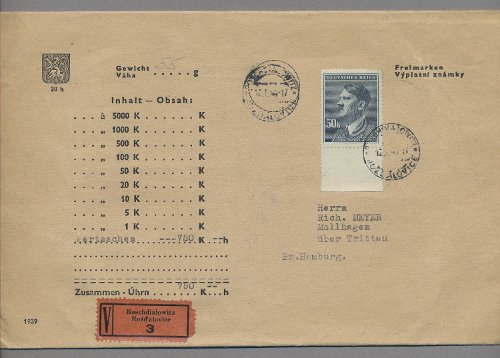 20 h
Gewicht
Váha . . . . . g
Inhalt — Obsah:
. . . à 5000 K . . . . . . . K
. . . „ 1000 K . . . . . . . K
. . . „ 500 K . . . . . . . K
. . . „ 100 K . . . . . . . K
. . . „ 50 K . . . . . . . K
. . . „ 20 K . . . . . . . K
. . . „ 10 K . . . . . . . K
. . . „ 5 K . . . . . . . K
. . . „ 1 K . . . . . . . K
---750 K --h
750 --
Zusammen - Úhrn . . K . . . h
V
Roschdialowitz
Rožďalovice
3
1939
Freimarken
Výplatní známky
DEUTSCHES REICH
50 K
Herrn
Rich. MEYER
Mollhagen
über Trittau
Bz.Hamburg.